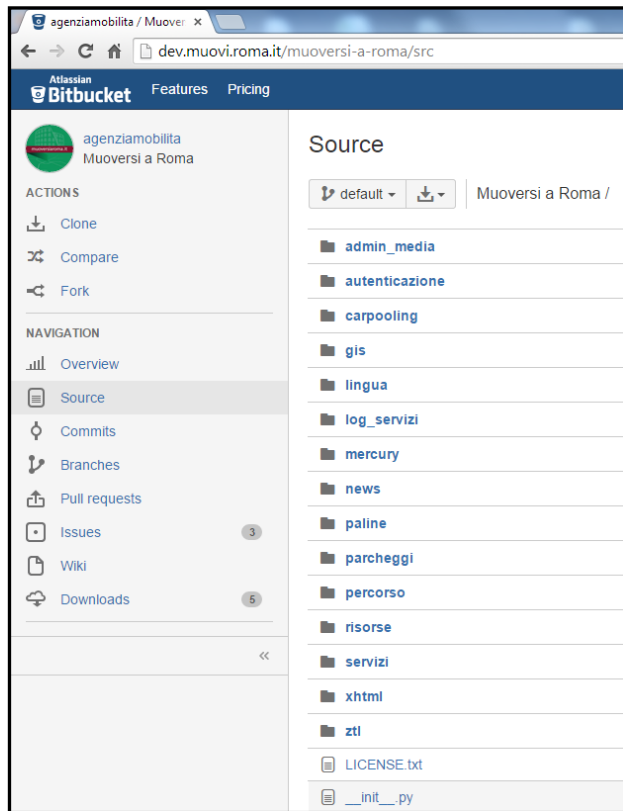 agenziamobilita / Muover
dev.muovi.roma.it/muoversi-a-roma/src
Atlassian
Bitbucket
Features
Pricing
muoversiaroma.it
agenziamobilita
Muoversi a Roma
ACTIONS
Clone
Compare
Fork
NAVIGATION
Overview
Source
Commits
Branches
Pull requests
Issues
3
Wiki
Downloads
5
«
Source
default
Muoversi a Roma /
admin_media
autenticazione
carpooling
gis
lingua
log_servizi
mercury
news
paline
parcheggi
percorso
risorse
servizi
xhtml
ztl
LICENSE.txt
__init__.py